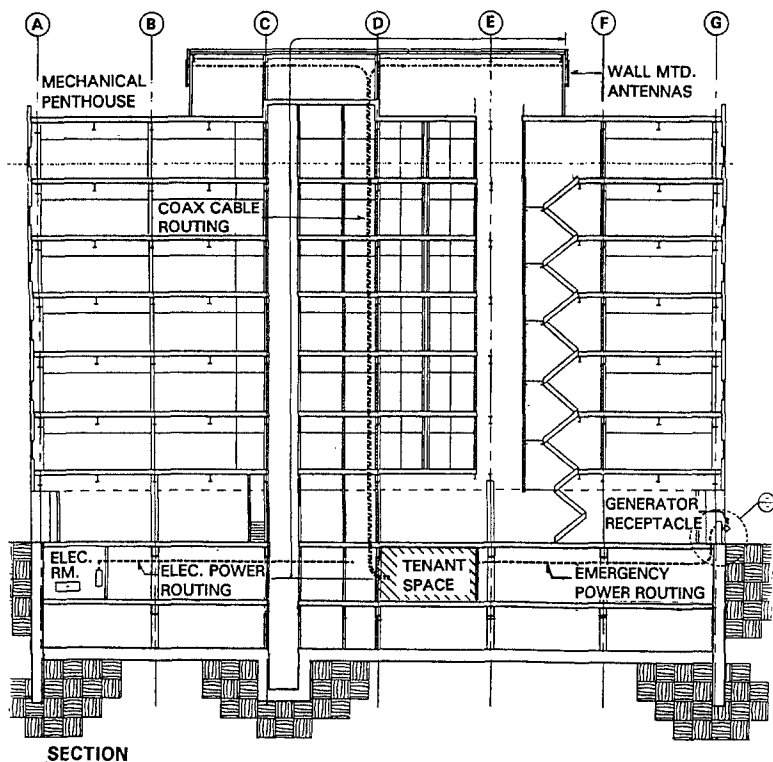 A B C D E F G
MECHANICAL
PENTHOUSE
WALL MTD.
ANTENNAS
COAX CABLE
ROUTING
GENERATOR
RECEPTACLE
ELEC.
RM.
ELEC. POWER
ROUTING
TENANT
SPACE
EMERGENCY
POWER ROUTING
SECTION